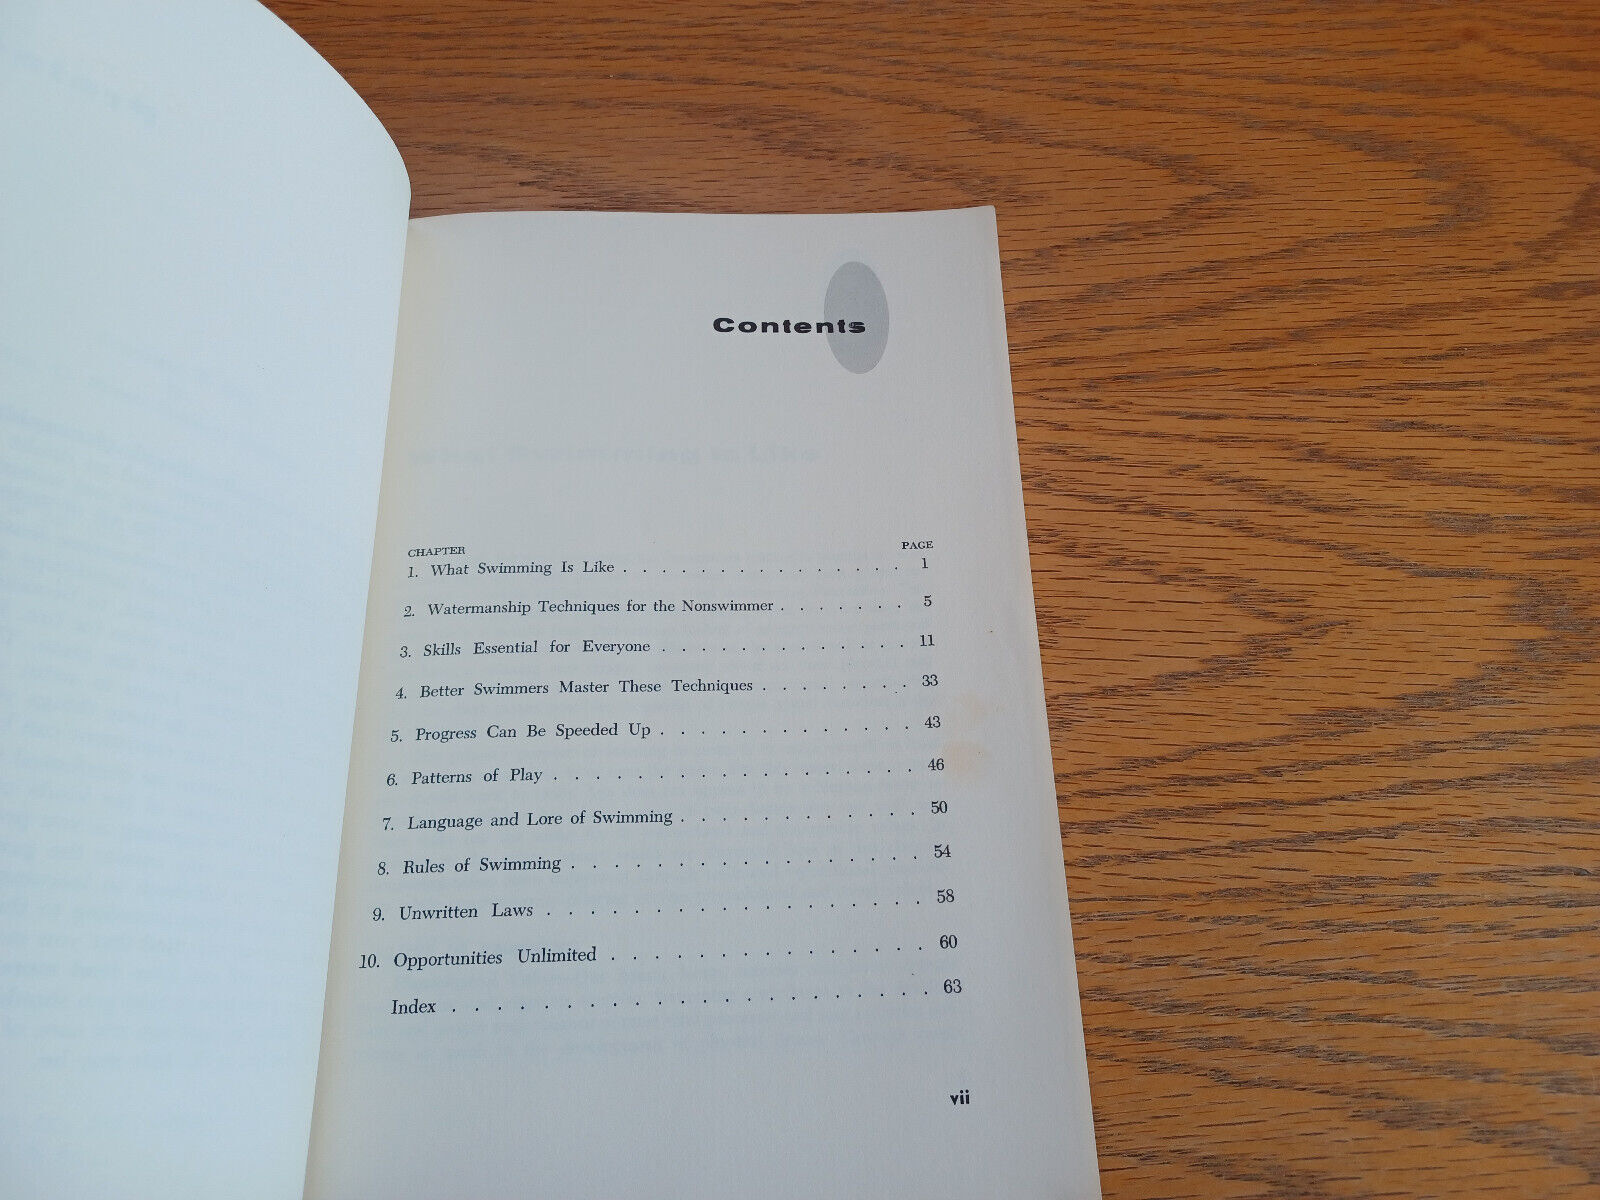 Contents
CHAPTER PAGE
1. What Swimming Is Like . . . . . . . . . . . . . . . 1
2. Watermanship Techniques for the Nonswimmer . . . . . . . 5
3. Skills Essential for Everyone . . . . . . . . . . . . . 11
4. Better Swimmers Master These Techniques . . . . . . . . 33
5. Progress Can Be Speeded Up . . . . . . . . . . . . . 43
6. Patterns of Play . . . . . . . . . . . . . . . . . . 46
7. Language and Lore of Swimming . . . . . . . . . . . . 50
8. Rules of Swimming . . . . . . . . . . . . . . . . . 54
9. Unwritten Laws . . . . . . . . . . . . . . . . . . 58
10. Opportunities Unlimited . . . . . . . . . . . . . . . 60
Index . . . . . . . . . . . . . . . . . . . . . . 63
vii